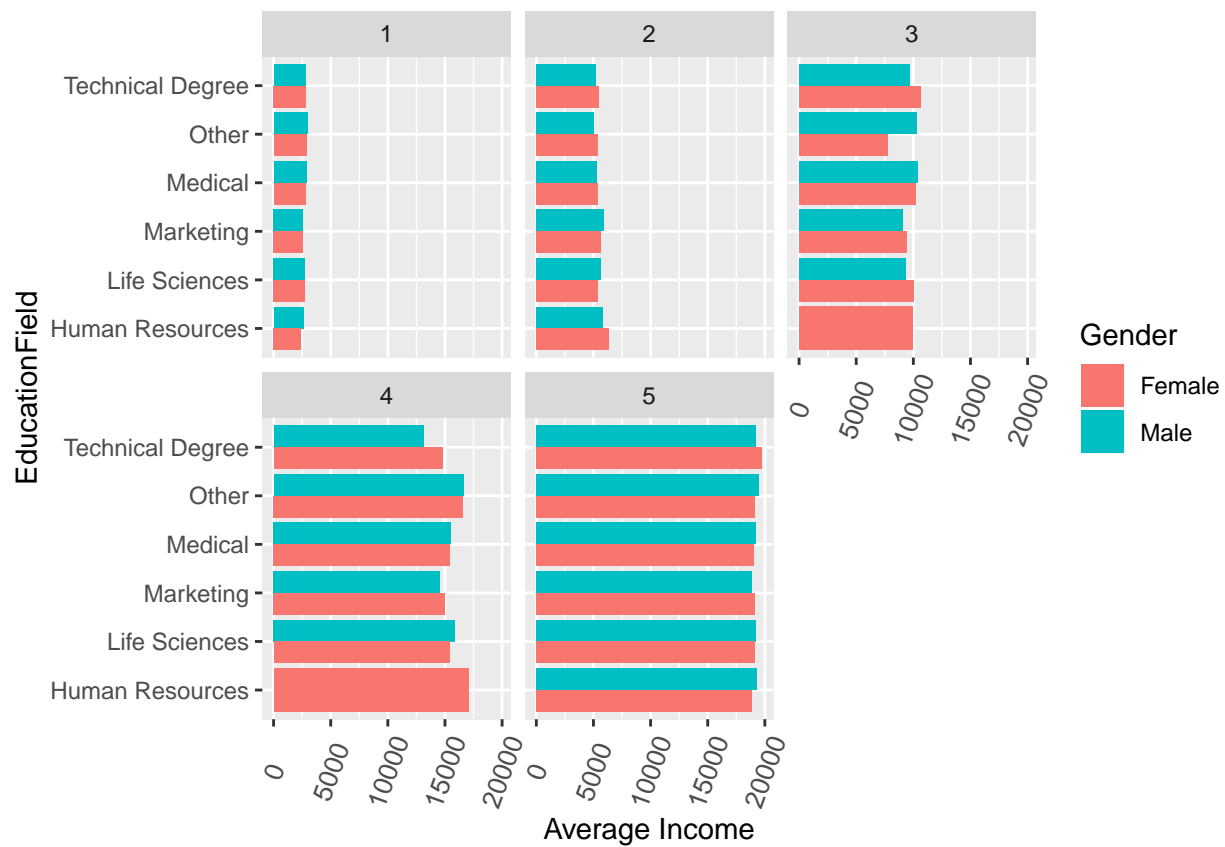 1
2
3
Technical Degree
Other
Medical
Marketing
Life Sciences
Human Resources
0
5000
10000
15000
20000
4
5
Technical Degree
Other
Medical
Marketing
Life Sciences
Human Resources
0
5000
10000
15000
20000
0
5000
10000
15000
20000
Average Income
EducationField
Gender
Female
Male